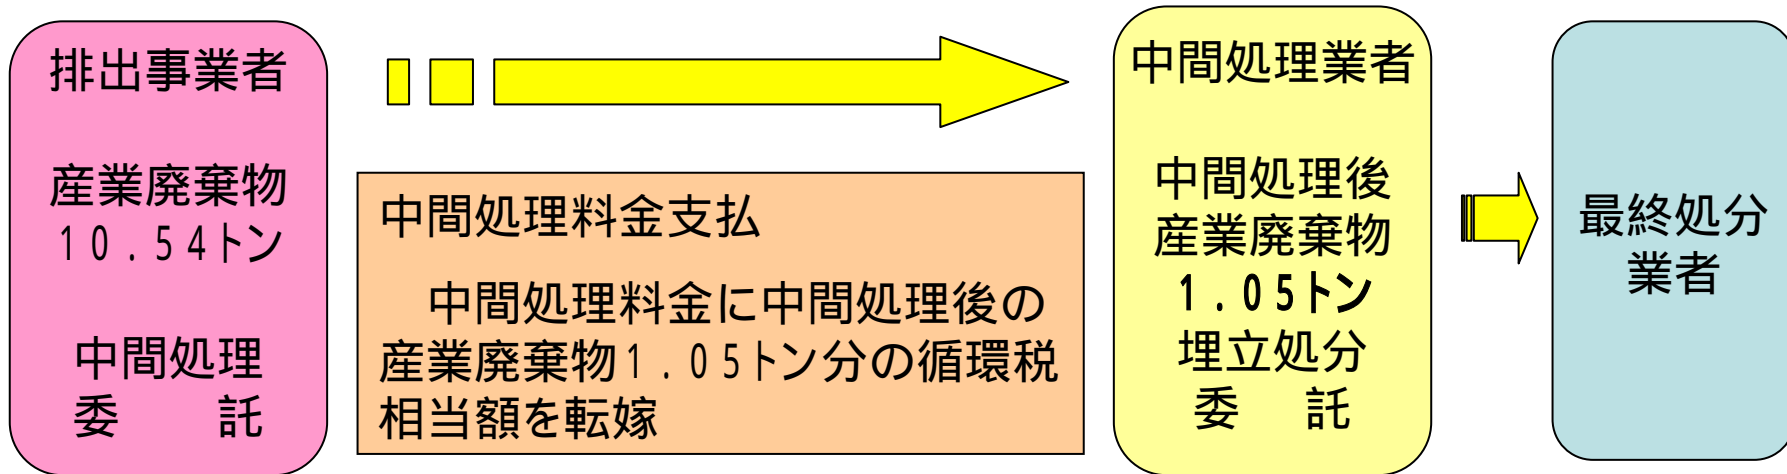 排出事業者
産業廃棄物
１０．５４トン
中間処理
委　　託
中間処理料金支払
　中間処理料金に中間処理後の
産業廃棄物１．０５トン分の循環税
相当額を転嫁
中間処理業者
中間処理後
産業廃棄物
１．０５トン
埋立処分
委　託
最終処分
業者